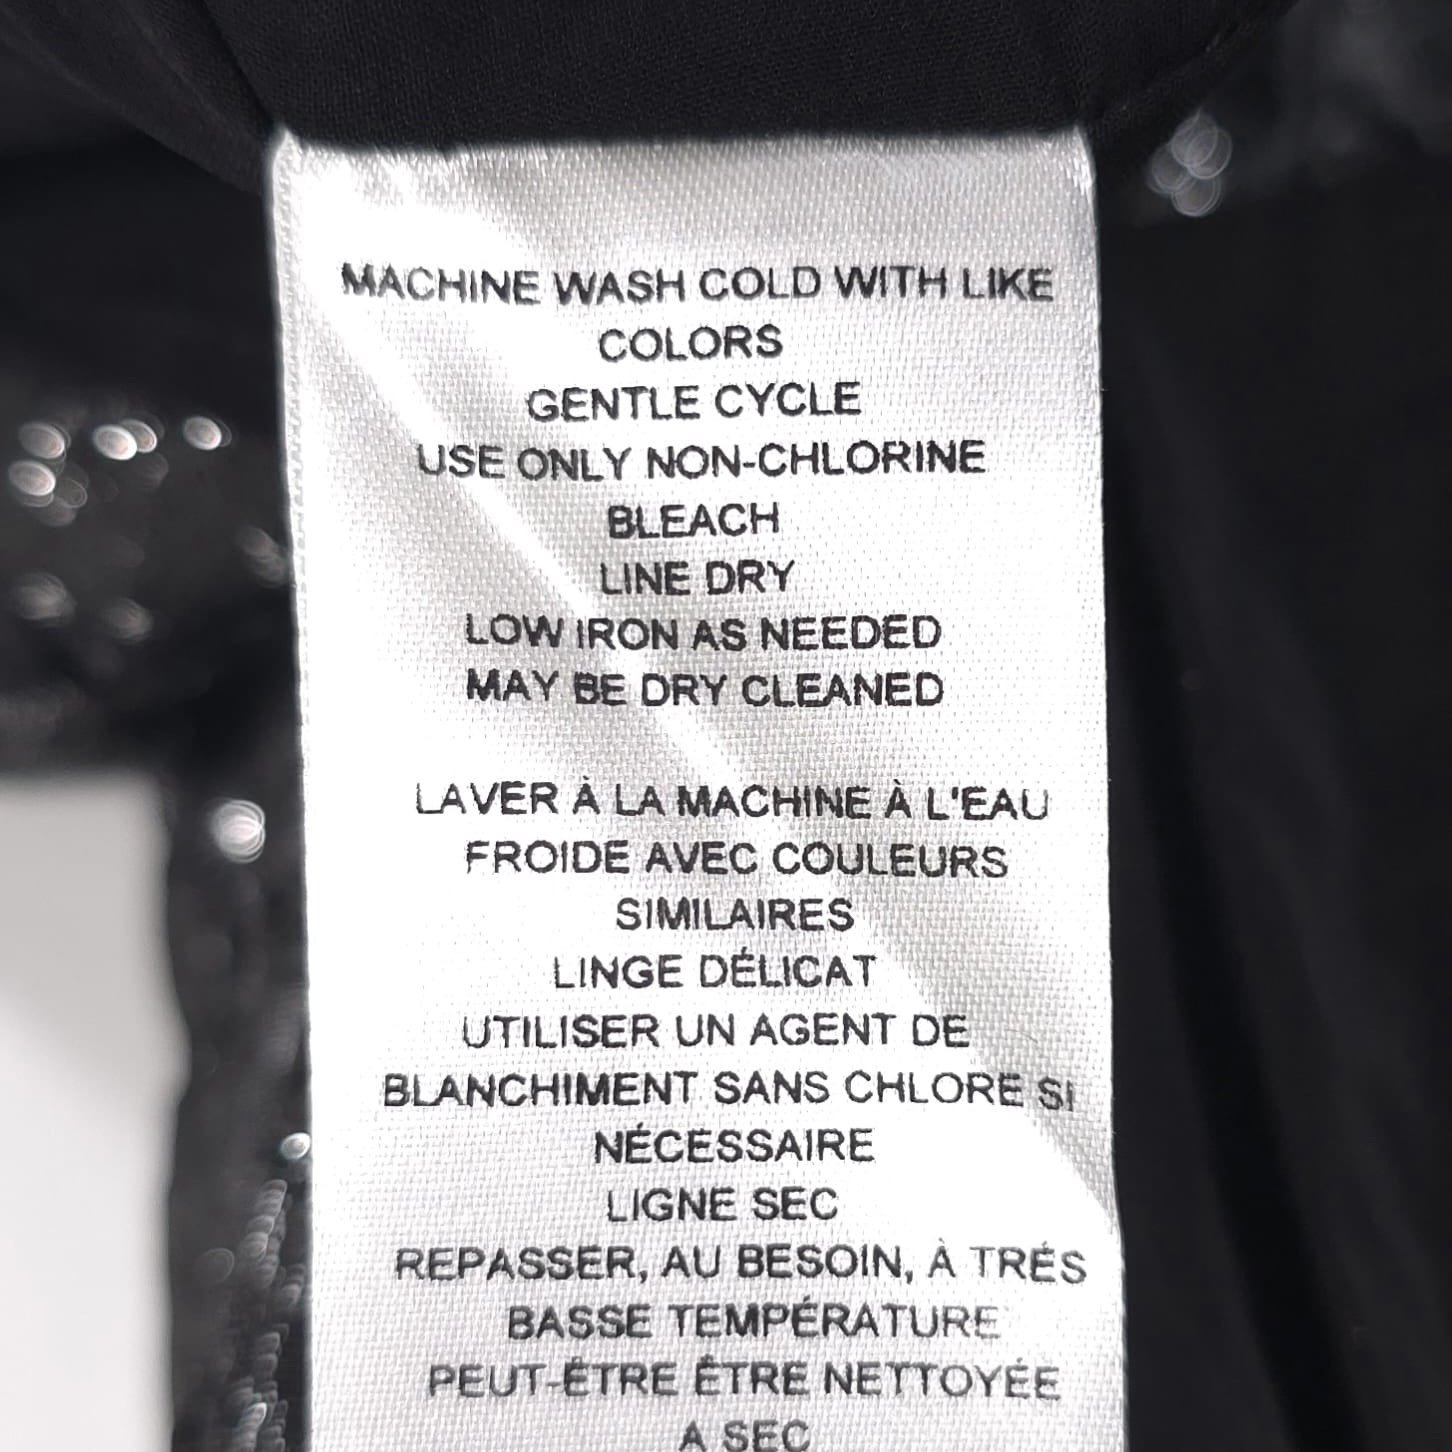 MACHINE WASH COLD WITH LIKE
COLORS
GENTLE CYCLE
USE ONLY NON-CHLORINE
BLEACH
LINE DRY
LOW IRON AS NEEDED
MAY BE DRY CLEANED
LAVER À LA MACHINE À L'EAU
FROIDE AVEC COULEURS
SIMILAIRES
LINGE DÉLICAT
UTILISER UN AGENT DE
BLANCHIMENT SANS CHLORE SI
NÉCESSAIRE
LIGNE SEC
REPASSER, AU BESOIN, À TRÉS
BASSE TEMPÉRATURE
PEUT-ÊTRE ÊTRE NETTOYÉE
A SEC